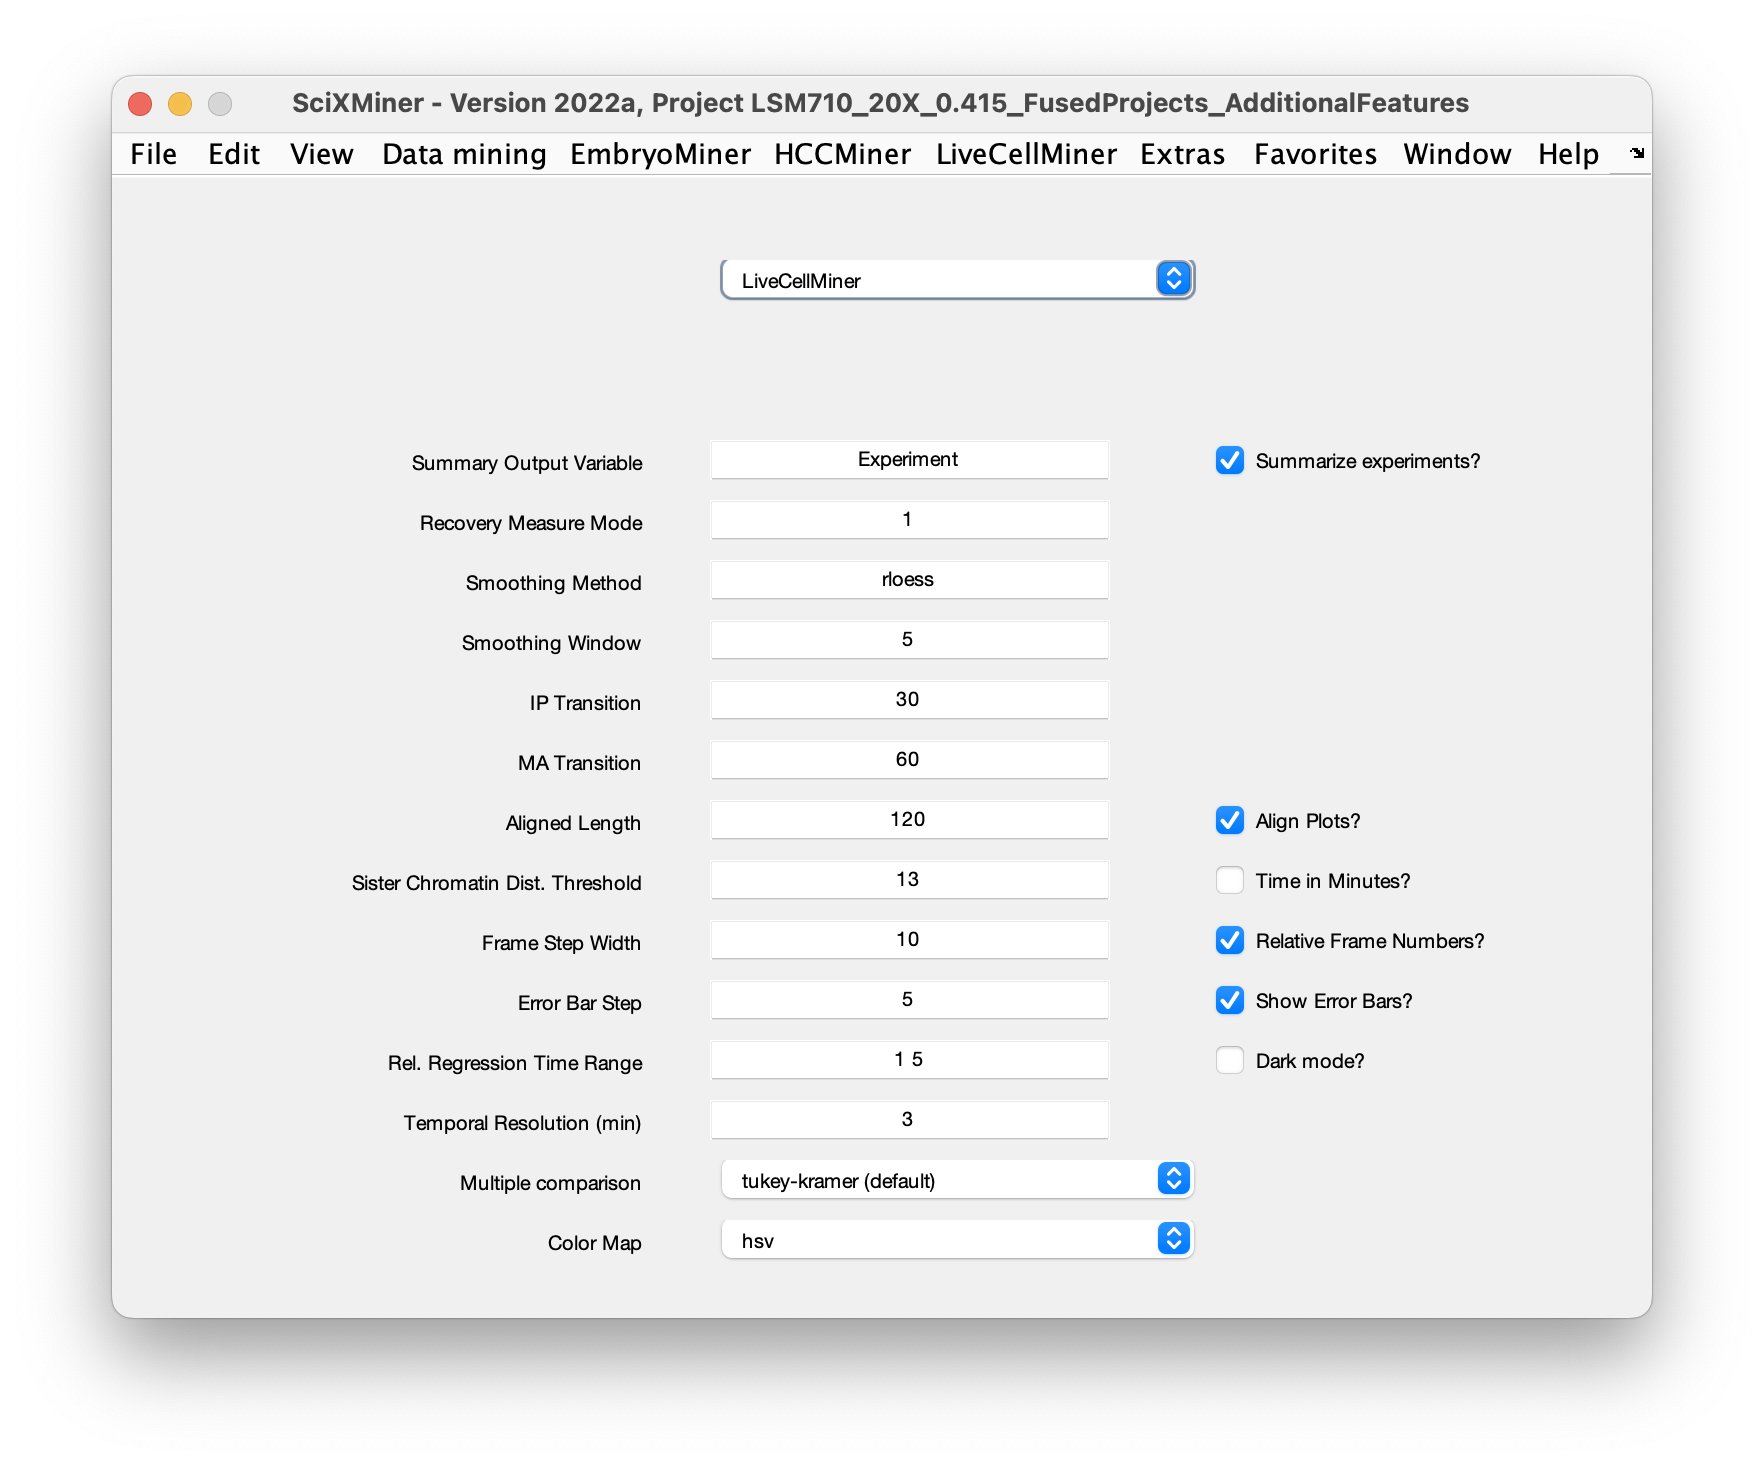 SciXMiner - Version 2022a, Project LSM710_20X_0.415_FusedProjects_AdditionalFeatures
File Edit View Data mining EmbryoMiner HCCMiner LiveCellMiner Extras Favorites Window Help
LiveCellMiner
Summary Output Variable Experiment Summarize experiments?
Recovery Measure Mode 1
Smoothing Method rloess
Smoothing Window 5
IP Transition 30
MA Transition 60
Aligned Length 120 Align Plots?
Sister Chromatin Dist. Threshold 13 Time in Minutes?
Frame Step Width 10 Relative Frame Numbers?
Error Bar Step 5 Show Error Bars?
Rel. Regression Time Range 1 5 Dark mode?
Temporal Resolution (min) 3
Multiple comparison tukey-kramer (default)
Color Map hsv